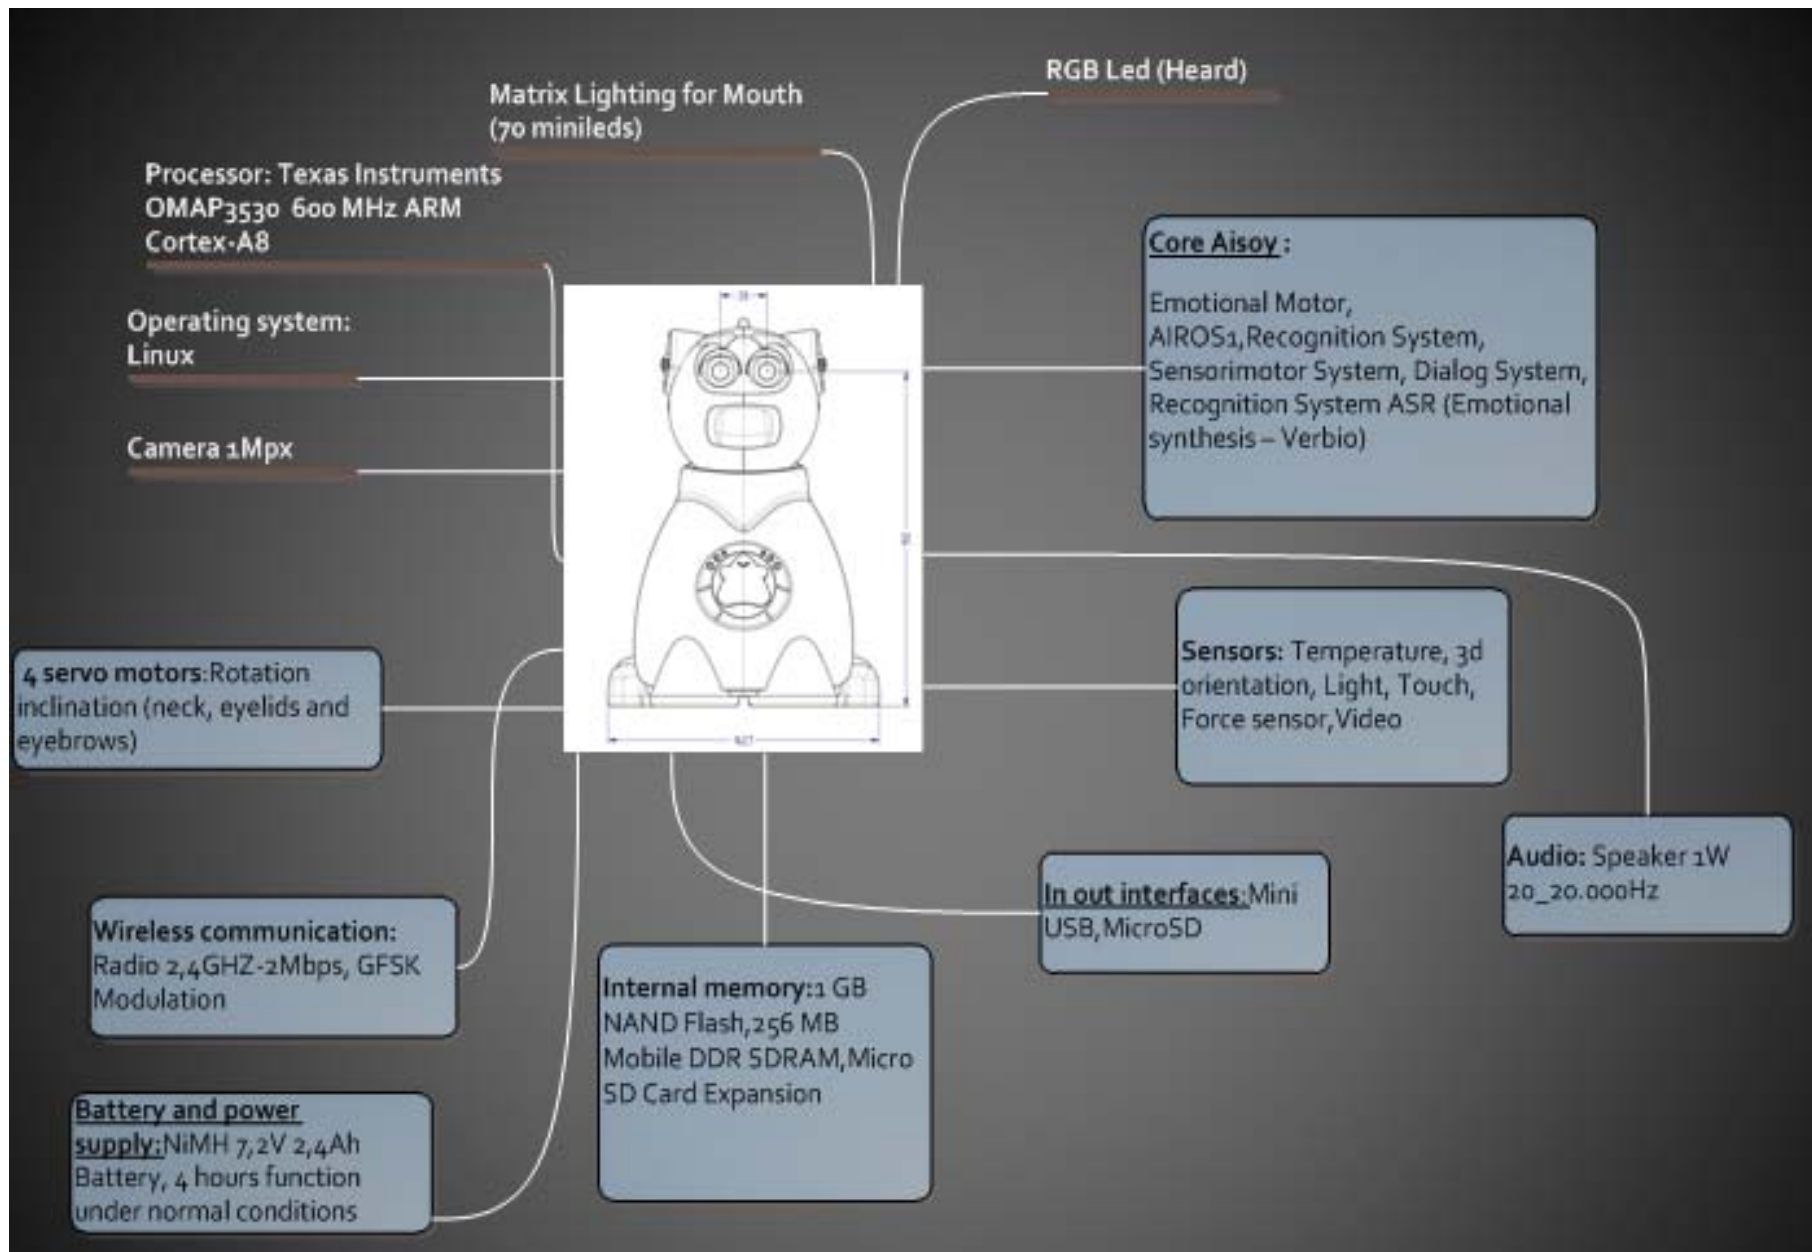 RGB Led (Heard)
Matrix Lighting for Mouth
(70 minileds)
Processor: Texas Instruments
OMAP3530 600 MHz ARM
Cortex-A8
Core Aisoy :
Emotional Motor,
AIROS1,Recognition System,
Sensorimotor System, Dialog System,
Recognition System ASR (Emotional
synthesis – Verbio)
Operating system:
Linux
Camera 1Mpx
Sensors: Temperature, 3d
orientation, Light, Touch,
Force sensor,Video
4 servo motors:Rotation
inclination (neck, eyelids and
eyebrows)
Audio: Speaker 1W
20_20.000Hz
In out interfaces:Mini
USB,MicroSD
Wireless communication:
Radio 2,4GHZ-2Mbps, GFSK
Modulation
Internal memory:1 GB
NAND Flash,256 MB
Mobile DDR SDRAM,Micro
SD Card Expansion
Battery and power
supply:NiMH 7,2V 2,4Ah
Battery, 4 hours function
under normal conditions